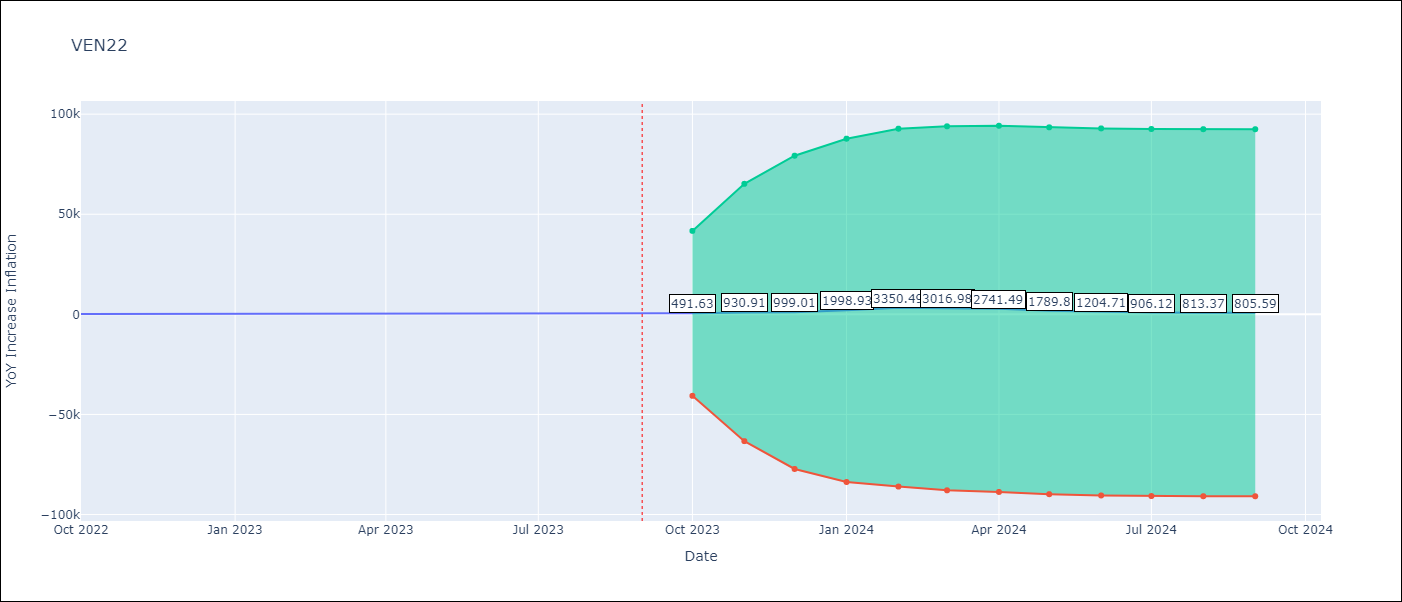 VEN22
YoY Increase Inflation
100k
50k
0
−50k
−100k
491.63
930.91
999.01
1998.93
3350.49
3016.98
2741.49
1789.8
1204.71
906.12
813.37
805.59
Oct 2022
Jan 2023
Apr 2023
Jul 2023
Oct 2023
Jan 2024
Apr 2024
Jul 2024
Oct 2024
Date